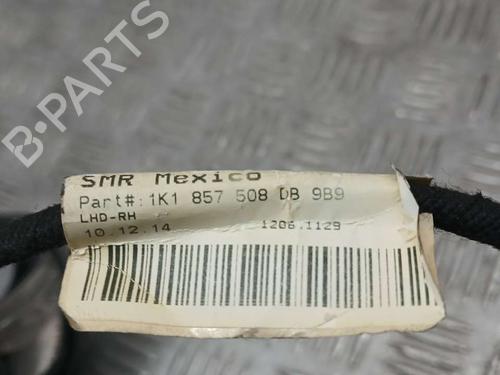 B-PARTS
SMR Mexico
Part#: 1K1 857 508 DB 9B9
LHD-RH
10.12.14 1206.1129